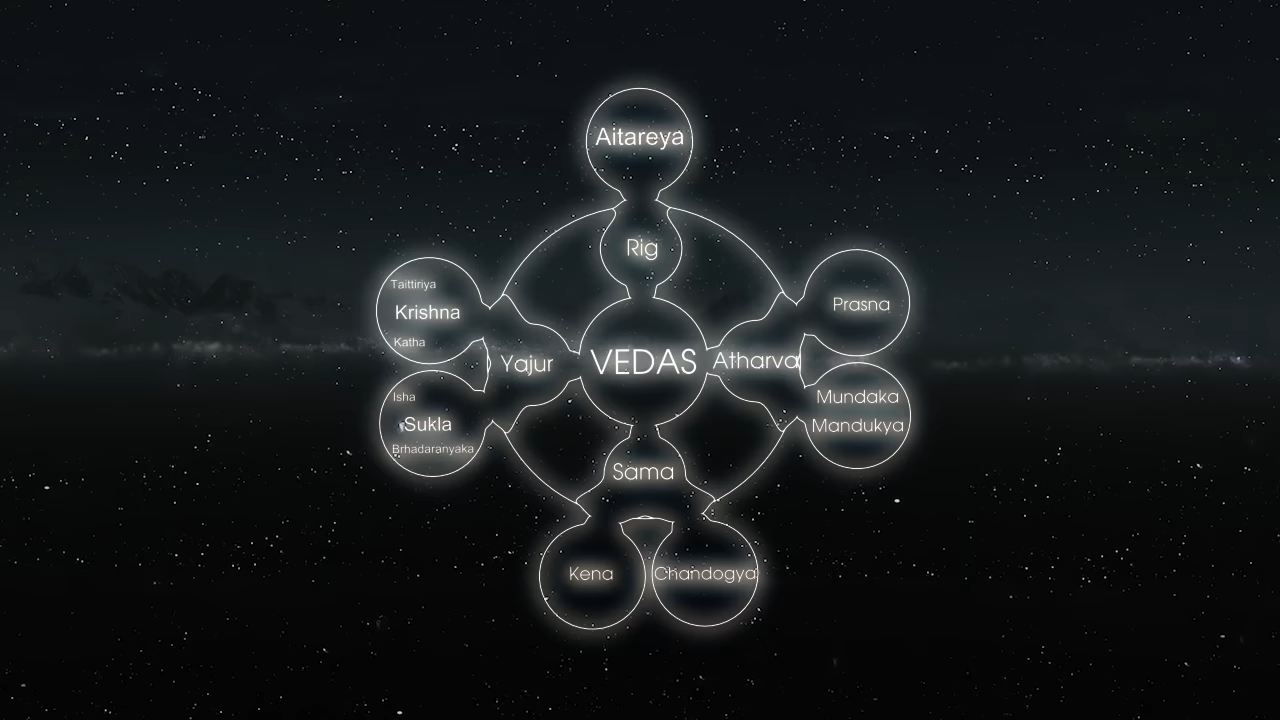 Aitareya
Rig
Taittiriya
Krishna
Katha
Prasna
Yajur
VEDAS
Atharva
Isha
Sukla
Brhadaranyaka
Mundaka
Mandukya
Sama
Kena
Chandogya